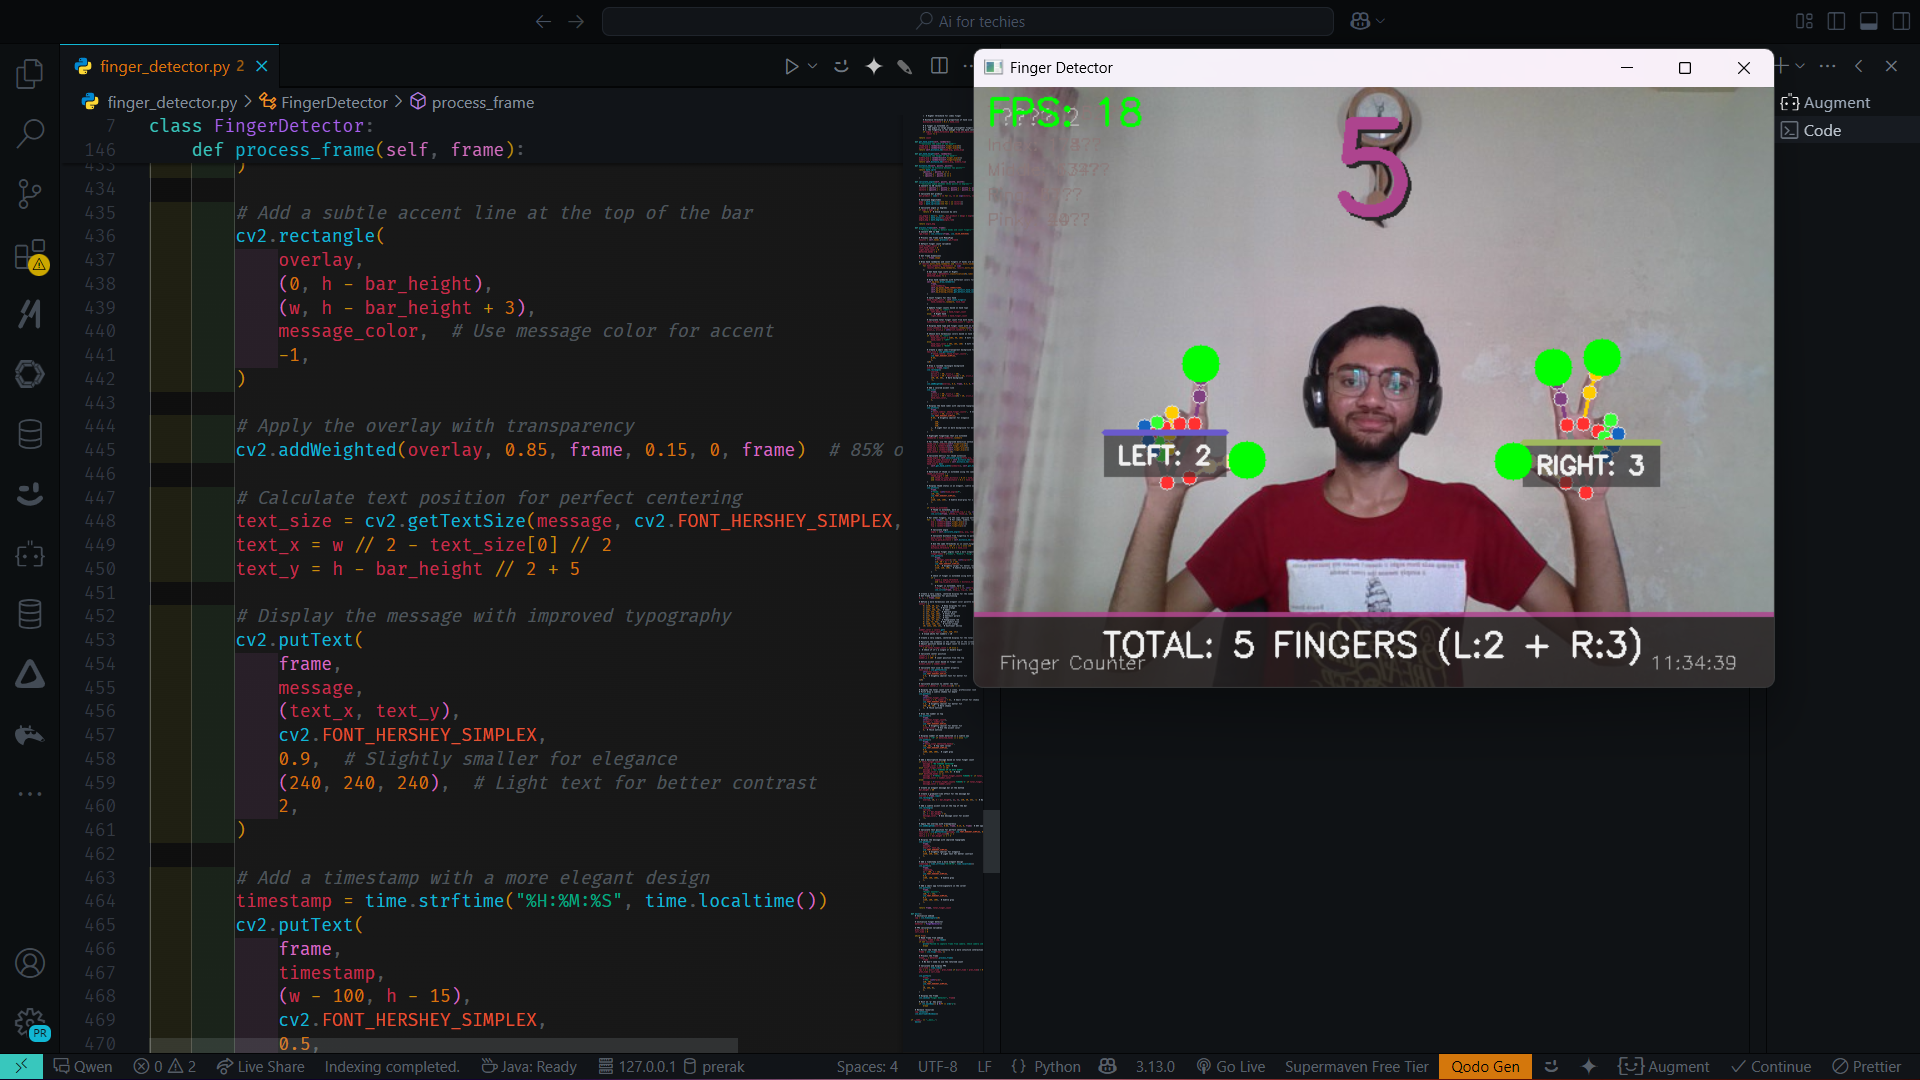 Ai for techies
finger_detector.py 2
finger_detector.py > FingerDetector > process_frame
7 class FingerDetector:
146 def process_frame(self, frame):
433 )
434
435 # Add a subtle accent line at the top of the bar
436 cv2.rectangle(
437 overlay,
438 (0, h - bar_height),
439 (w, h - bar_height + 3),
440 message_color, # Use message color for accent
441 -1,
442 )
443
444 # Apply the overlay with transparency
445 cv2.addWeighted(overlay, 0.85, frame, 0.15, 0, frame) # 85% o
446
447 # Calculate text position for perfect centering
448 text_size = cv2.getTextSize(message, cv2.FONT_HERSHEY_SIMPLEX,
449 text_x = w // 2 - text_size[0] // 2
450 text_y = h - bar_height // 2 + 5
451
452 # Display the message with improved typography
453 cv2.putText(
454 frame,
455 message,
456 (text_x, text_y),
457 cv2.FONT_HERSHEY_SIMPLEX,
458 0.9, # Slightly smaller for elegance
459 (240, 240, 240), # Light text for better contrast
460 2,
461 )
462
463 # Add a timestamp with a more elegant design
464 timestamp = time.strftime("%H:%M:%S", time.localtime())
465 cv2.putText(
466 frame,
467 timestamp,
468 (w - 100, h - 15),
469 cv2.FONT_HERSHEY_SIMPLEX,
470 0.5,
Finger Detector
FPS: 18
5
LEFT: 2
RIGHT: 3
TOTAL: 5 FINGERS (L:2 + R:3)
Finger Counter
11:34:39
Augment
Code
PR
Qwen
0 2
Live Share
Indexing completed.
Java: Ready
127.0.0.1
prerak
Spaces: 4
UTF-8
LF
{} Python
3.13.0
Go Live
Supermaven Free Tier
Qodo Gen
Augment
Continue
Prettier